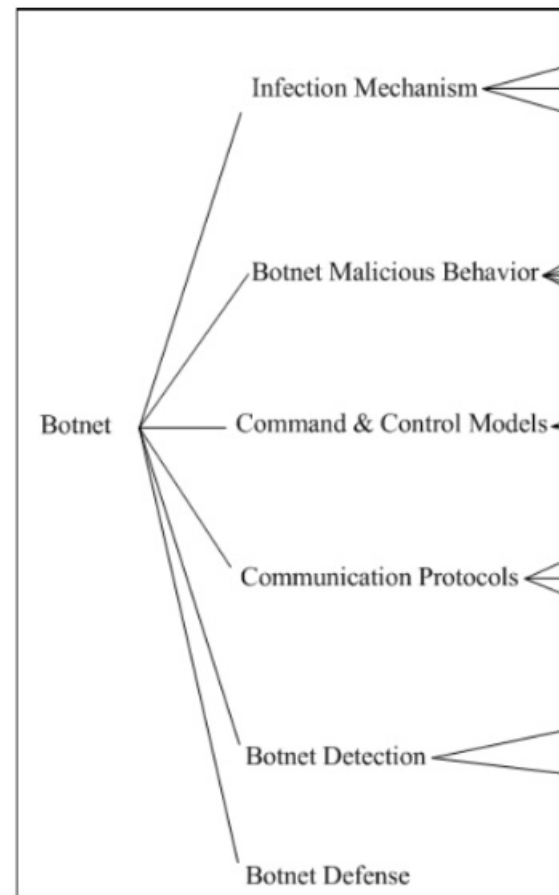 Infection Mechanism
Botnet Malicious Behavior
Botnet
Command & Control Models
Communication Protocols
Botnet Detection
Botnet Defense